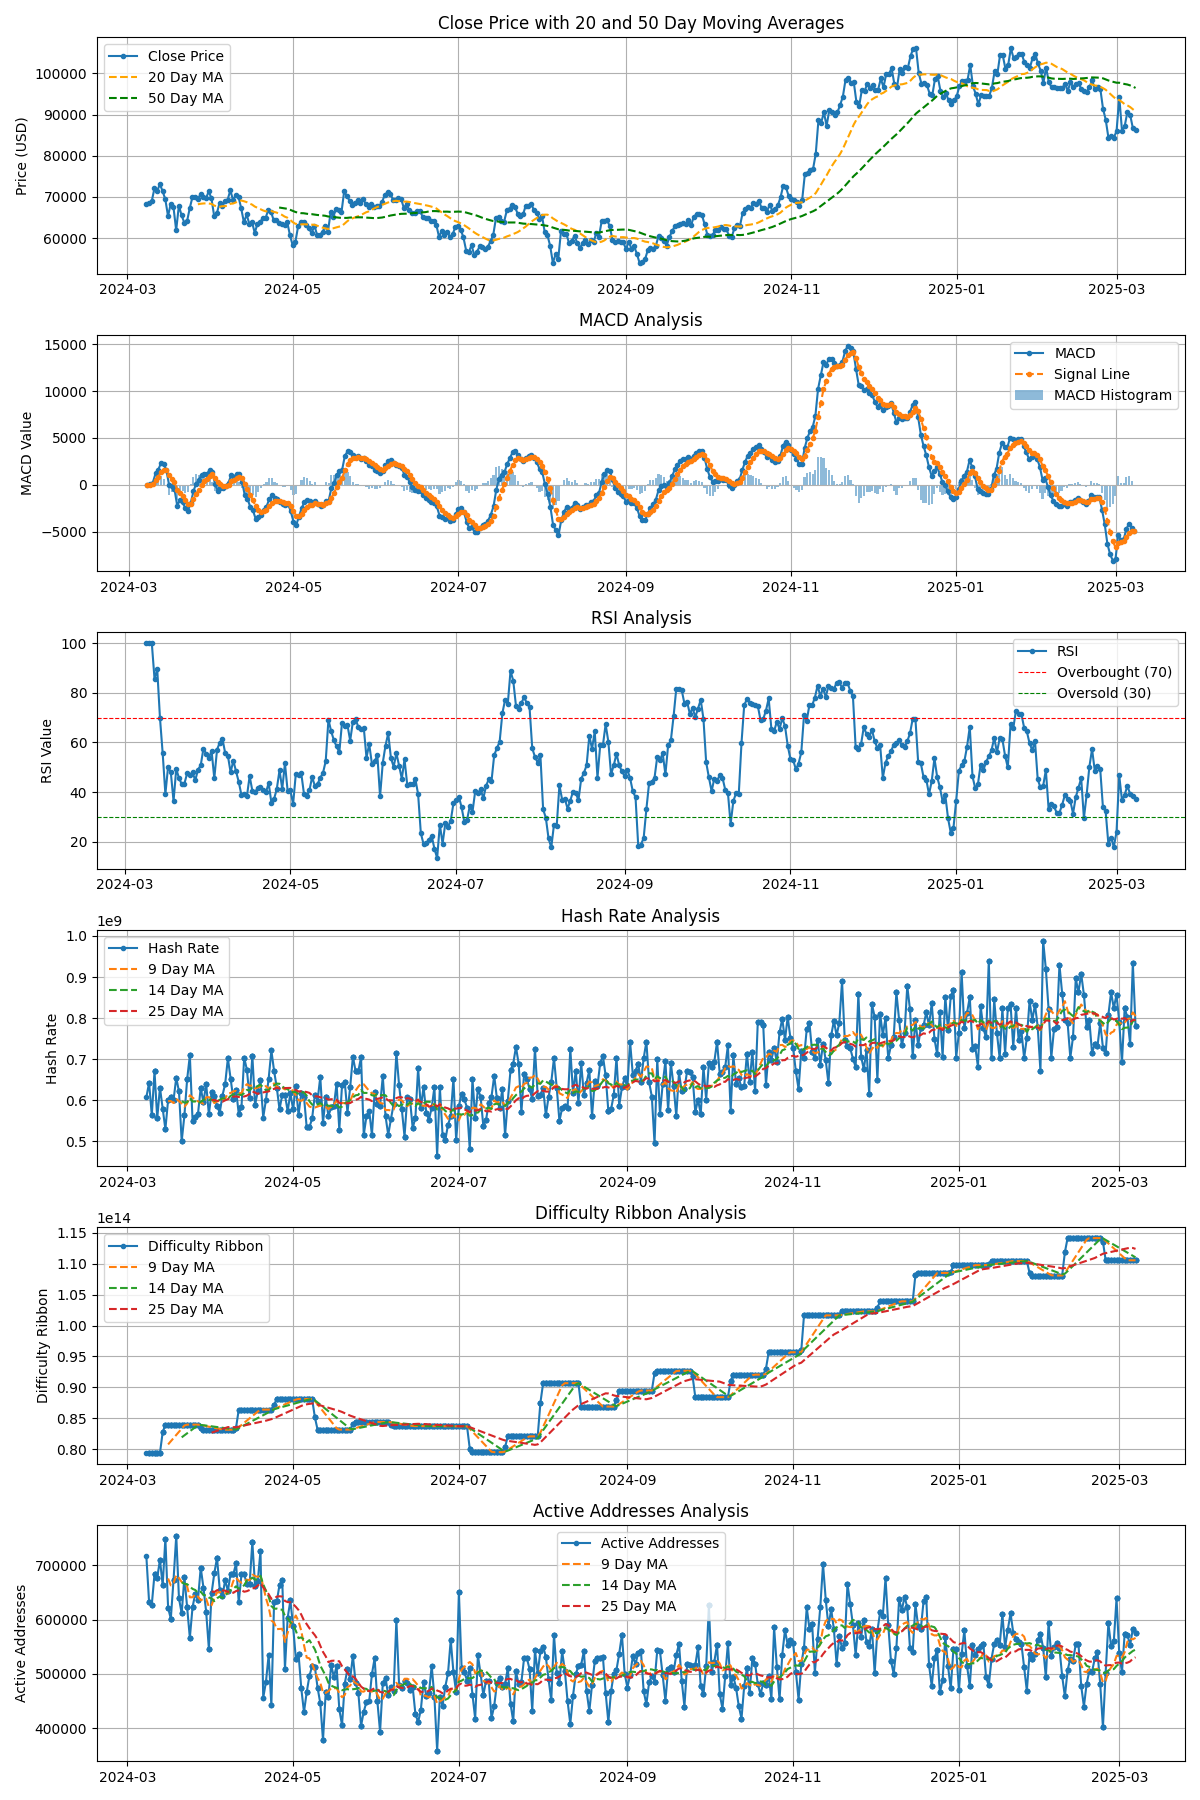 Close Price with 20 and 50 Day Moving Averages
Price (USD)
100000
90000
80000
70000
60000
Close Price
20 Day MA
50 Day MA
2024-03
2024-05
2024-07
2024-09
2024-11
2025-01
2025-03
MACD Analysis
MACD Value
15000
10000
5000
0
−5000
MACD
Signal Line
MACD Histogram
2024-03
2024-05
2024-07
2024-09
2024-11
2025-01
2025-03
RSI Analysis
RSI Value
100
80
60
40
20
RSI
Overbought (70)
Oversold (30)
2024-03
2024-05
2024-07
2024-09
2024-11
2025-01
2025-03
Hash Rate Analysis
1e9
Hash Rate
1.0
0.9
0.8
0.7
0.6
0.5
Hash Rate
9 Day MA
14 Day MA
25 Day MA
2024-03
2024-05
2024-07
2024-09
2024-11
2025-01
2025-03
Difficulty Ribbon Analysis
1e14
Difficulty Ribbon
1.15
1.10
1.05
1.00
0.95
0.90
0.85
0.80
Difficulty Ribbon
9 Day MA
14 Day MA
25 Day MA
2024-03
2024-05
2024-07
2024-09
2024-11
2025-01
2025-03
Active Addresses Analysis
Active Addresses
700000
600000
500000
400000
Active Addresses
9 Day MA
14 Day MA
25 Day MA
2024-03
2024-05
2024-07
2024-09
2024-11
2025-01
2025-03